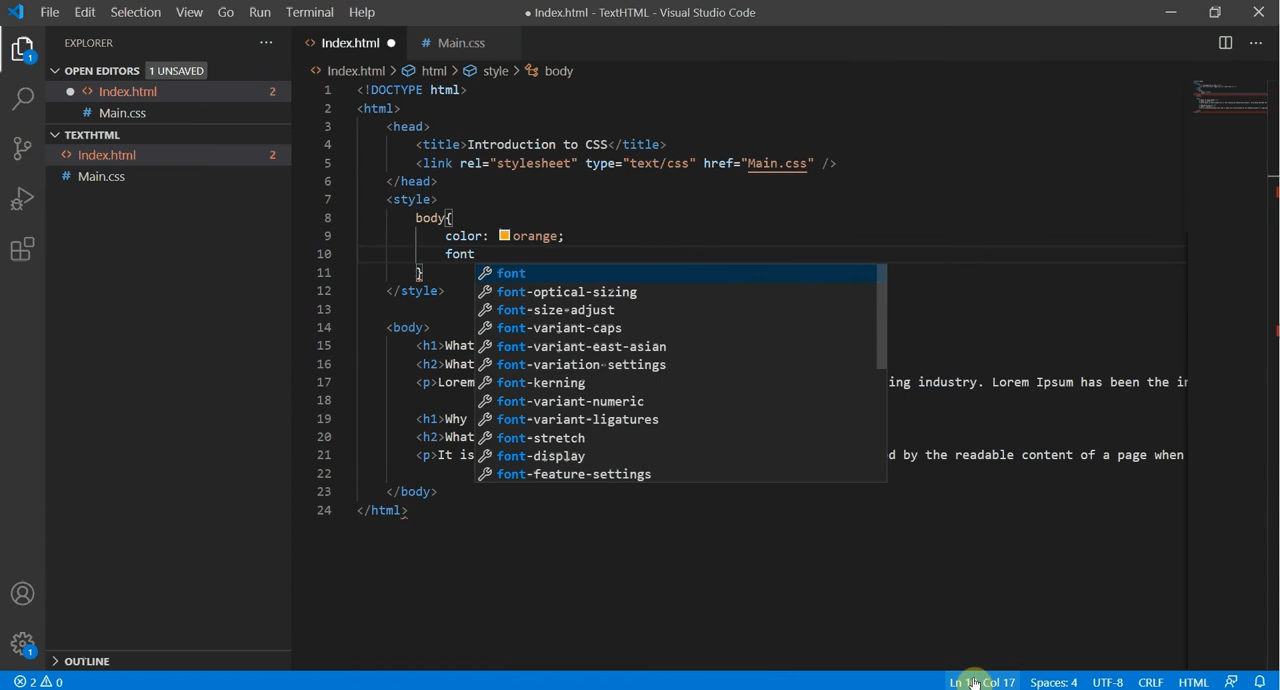 File Edit Selection View Go Run Terminal Help
● Index.html - TextHTML - Visual Studio Code
EXPLORER
OPEN EDITORS 1 UNSAVED
Index.html 2
Main.css
TEXTHTML
Index.html 2
Main.css
OUTLINE
Index.html
Main.css
Index.html > html > style > body
1 <!DOCTYPE html>
2 <html>
3 <head>
4 <title>Introduction to CSS</title>
5 <link rel="stylesheet" type="text/css" href="Main.css" />
6 </head>
7 <style>
8 body{
9 color: orange;
10 font
11 }
12 </style>
13
14 <body>
15 <h1>What
16 <h2>What
17 <p>Lorem ing industry. Lorem Ipsum has been the
18
19 <h1>Why
20 <h2>What
21 <p>It is d by the readable content of a page when
22
23 </body>
24 </html>
font
font-optical-sizing
font-size-adjust
font-variant-caps
font-variant-east-asian
font-variation-settings
font-kerning
font-variant-numeric
font-variant-ligatures
font-stretch
font-display
font-feature-settings
1
1
2 0
Ln Col 17 Spaces: 4 UTF-8 CRLF HTML